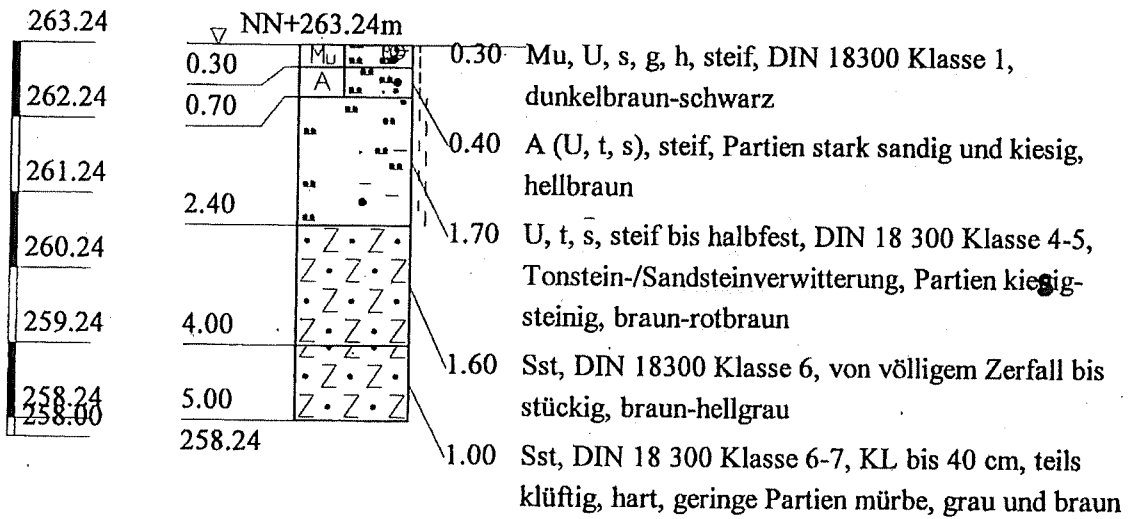 263.24
NN+263.24m
0.30
Mu
0.30 Mu, U, s, g, h, steif, DIN 18300 Klasse 1,
dunkelbraun-schwarz
262.24
0.70
A
0.40 A (U, t, s), steif, Partien stark sandig und kiesig,
hellbraun
261.24
2.40
1.70 U, t, s̄, steif bis halbfest, DIN 18 300 Klasse 4-5,
Tonstein-/Sandsteinverwitterung, Partien kiesig-
steinig, braun-rotbraun
260.24
259.24
4.00
1.60 Sst, DIN 18300 Klasse 6, von völligem Zerfall bis
stückig, braun-hellgrau
258.24
258.00
5.00
258.24
1.00 Sst, DIN 18 300 Klasse 6-7, KL bis 40 cm, teils
klüftig, hart, geringe Partien mürbe, grau und braun
Z Z
Z Z Z
Z Z
Z Z Z
Z Z Z
Z Z
Z Z Z